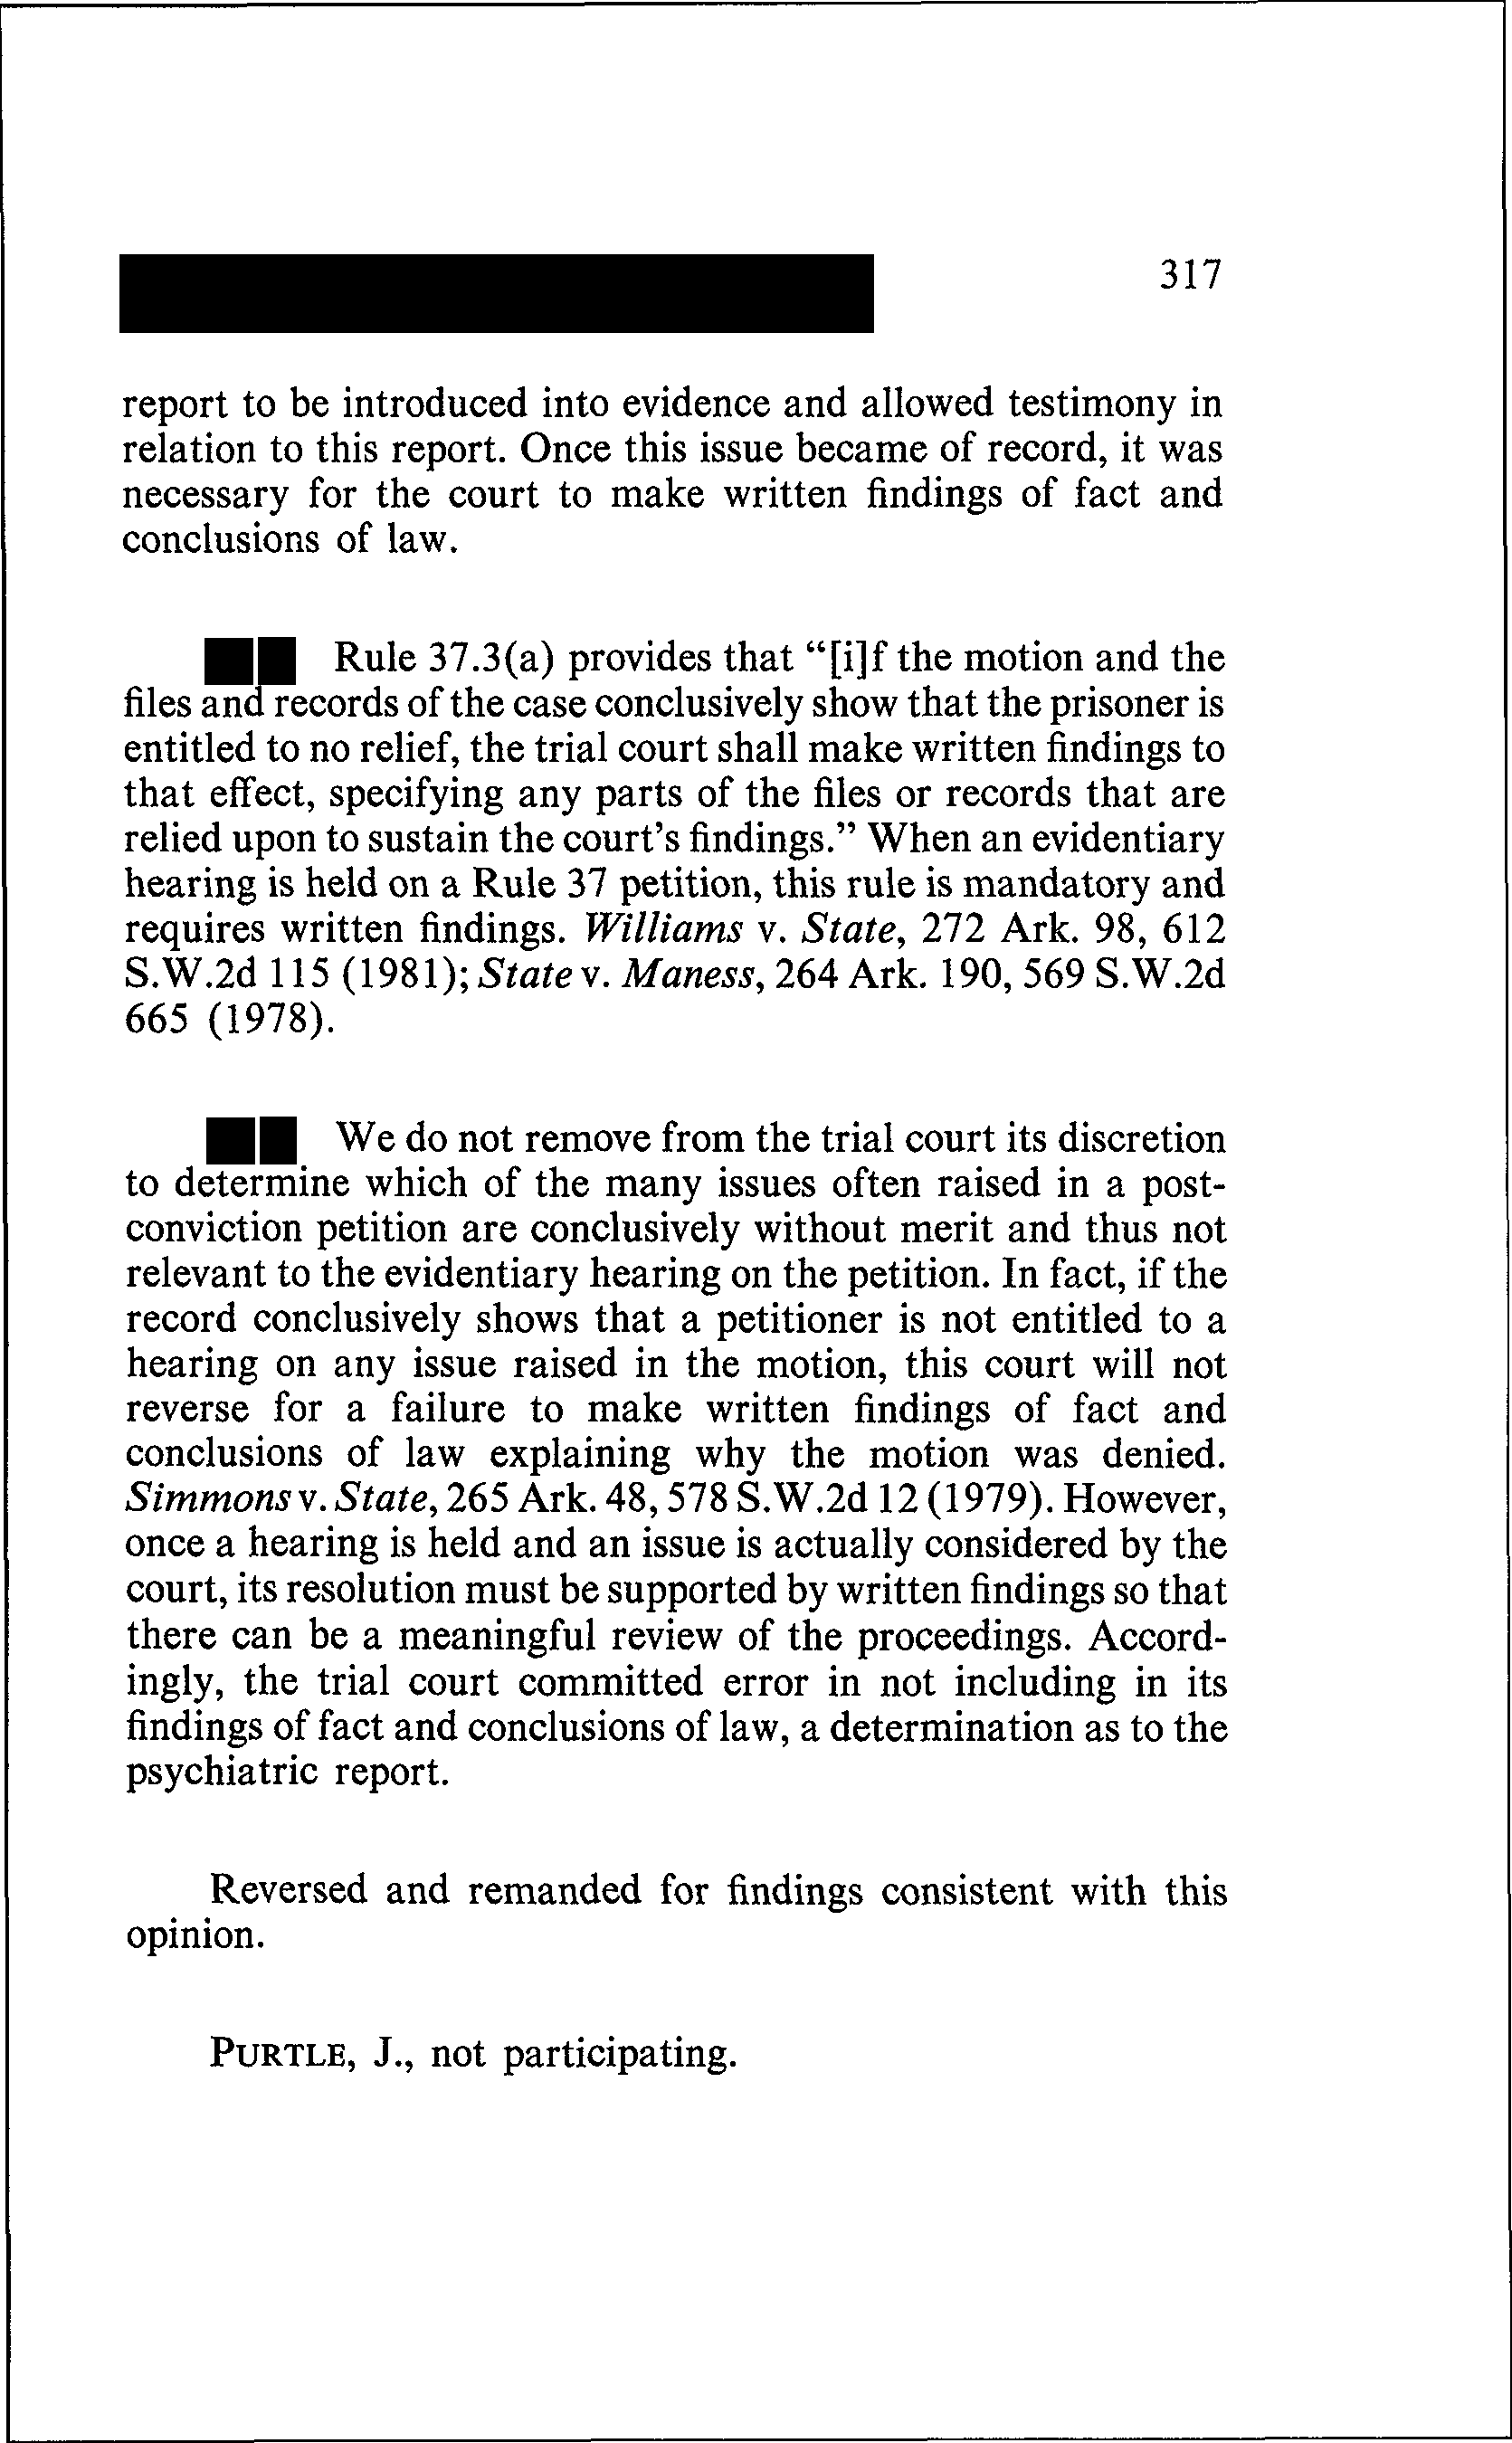 317
report to be introduced into evidence and allowed testimony in
relation to this report. Once this issue became of record, it was
necessary for the court to make written findings of fact and
conclusions of law.
Rule 37.3(a) provides that “[i]f the motion and the
files and records of the case conclusively show that the prisoner is
entitled to no relief, the trial court shall make written findings to
that effect, specifying any parts of the files or records that are
relied upon to sustain the court’s findings.” When an evidentiary
hearing is held on a Rule 37 petition, this rule is mandatory and
requires written findings. Williams v. State, 272 Ark. 98, 612
S.W.2d 115 (1981); State v. Maness, 264 Ark. 190, 569 S.W.2d
665 (1978).
We do not remove from the trial court its discretion
to determine which of the many issues often raised in a post-
conviction petition are conclusively without merit and thus not
relevant to the evidentiary hearing on the petition. In fact, if the
record conclusively shows that a petitioner is not entitled to a
hearing on any issue raised in the motion, this court will not
reverse for a failure to make written findings of fact and
conclusions of law explaining why the motion was denied.
Simmons v. State, 265 Ark. 48, 578 S.W.2d 12 (1979). However,
once a hearing is held and an issue is actually considered by the
court, its resolution must be supported by written findings so that
there can be a meaningful review of the proceedings. Accord-
ingly, the trial court committed error in not including in its
findings of fact and conclusions of law, a determination as to the
psychiatric report.
Reversed and remanded for findings consistent with this
opinion.
PURTLE, J., not participating.